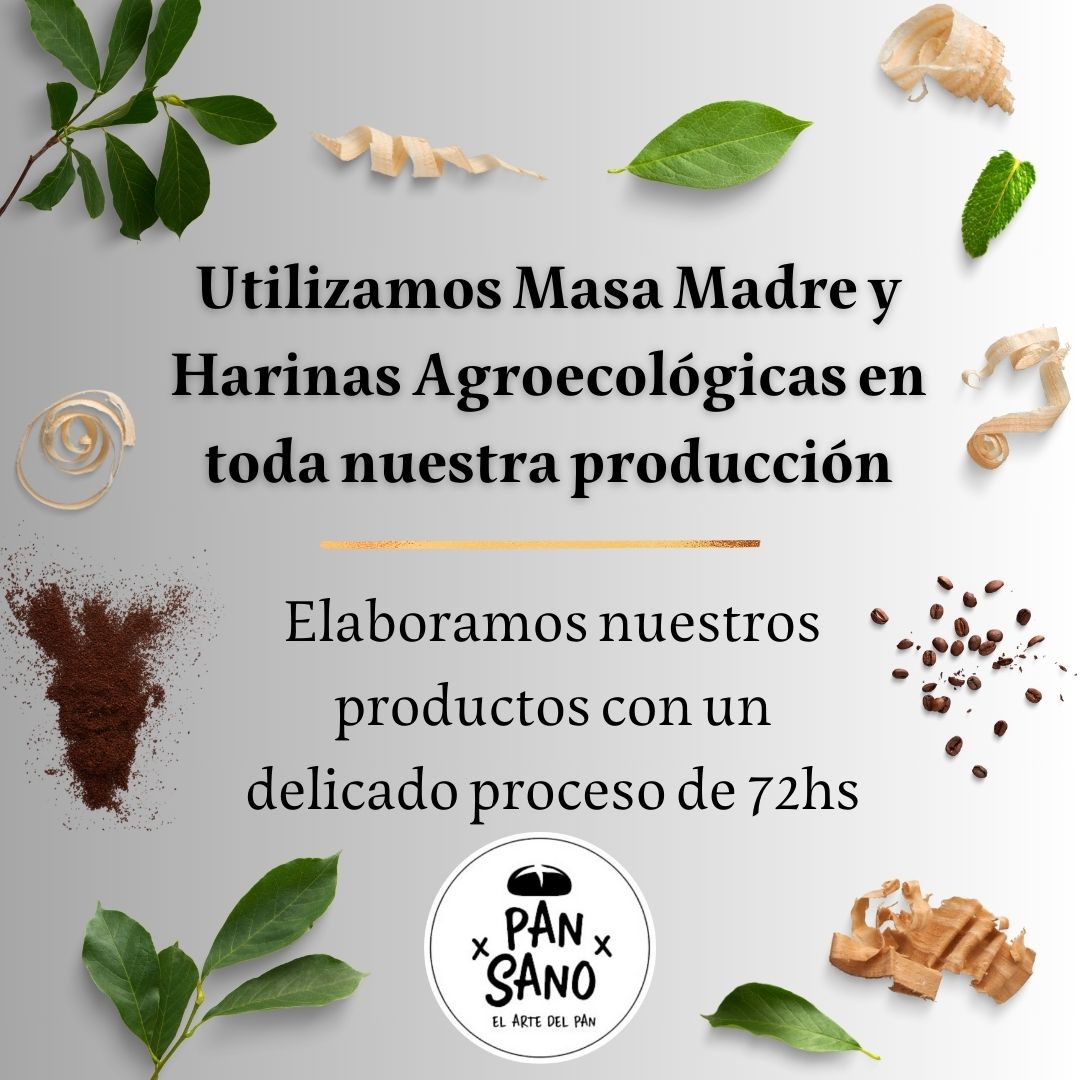 Utilizamos Masa Madre y
Harinas Agroecológicas en
toda nuestra producción
Elaboramos nuestros
productos con un
delicado proceso de 72hs
PAN
x x
SANO
EL ARTE DEL PAN